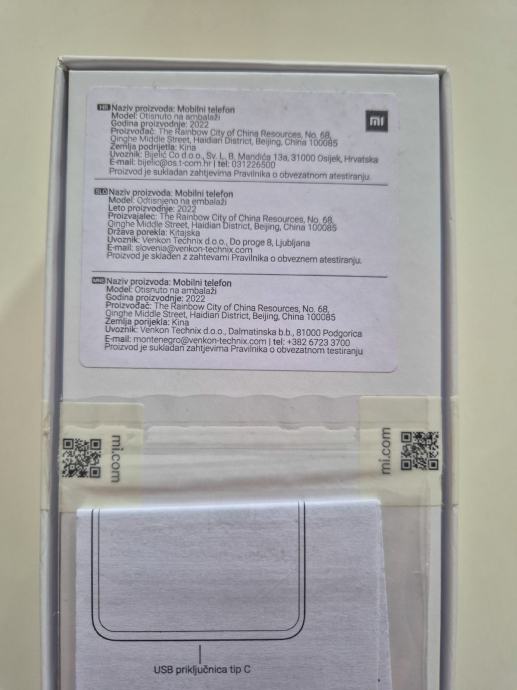 HR Naziv proizvoda: Mobilni telefon
Model: Otisnuto na ambalaži
Godina proizvodnje: 2022
Proizvođač: The Rainbow City of China Resources, No. 68,
Qinghe Middle Street, Haidian District, Beijing, China 100085
Zemlja podrijetla: Kina
Uvoznik: Bijelić Co d.o.o., Sv. L. B. Mandića 13a, 31000 Osijek, Hrvatska
E-mail: bijelic@os.t-com.hr | tel: 031226500
Proizvod je sukladan zahtjevima Pravilnika o obvezatnom atestiranju.
mi
SLO Naziv proizvoda: Mobilni telefon
Model: Odtisnjeno na embalaži
Leto proizvodnje: 2022
Proizvajalec: The Rainbow City of China Resources, No. 68,
Qinghe Middle Street, Haidian District, Beijing, China 100085
Država porekla: Kitajska
Uvoznik: Venkon Technix d.o.o., Do proge 8, Ljubljana
E-mail: slovenia@venkon-technix.com
Proizvod je skladen z zahtevami Pravilnika o obveznem atestiranju.
MNE Naziv proizvoda: Mobilni telefon
Model: Otisnuto na ambalaži
Godina proizvodnje: 2022
Proizvođač: The Rainbow City of China Resources, No. 68,
Qinghe Middle Street, Haidian District, Beijing, China 100085
Zemlja porijekla: Kina
Uvoznik: Venkon Technix d.o.o., Dalmatinska b.b., 81000 Podgorica
E-mail: montenegro@venkon-technix.com | tel: +382 6723 3700
Proizvod je sukladan zahtjevima Pravilnika o obvezatnom testiranju
mi.com
mi.com
USB priključnica tip C